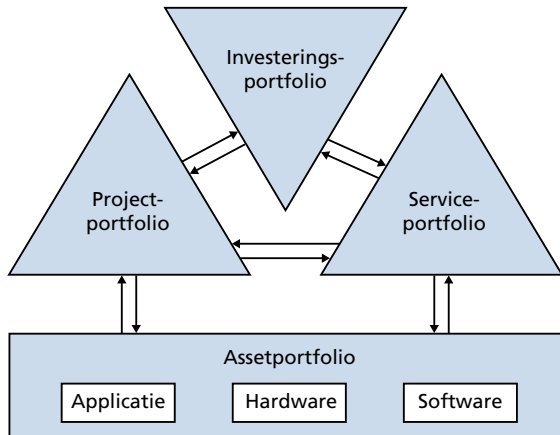 Investerings-
portfolio
Project-
portfolio
Service-
portfolio
Assetportfolio
Applicatie
Hardware
Software